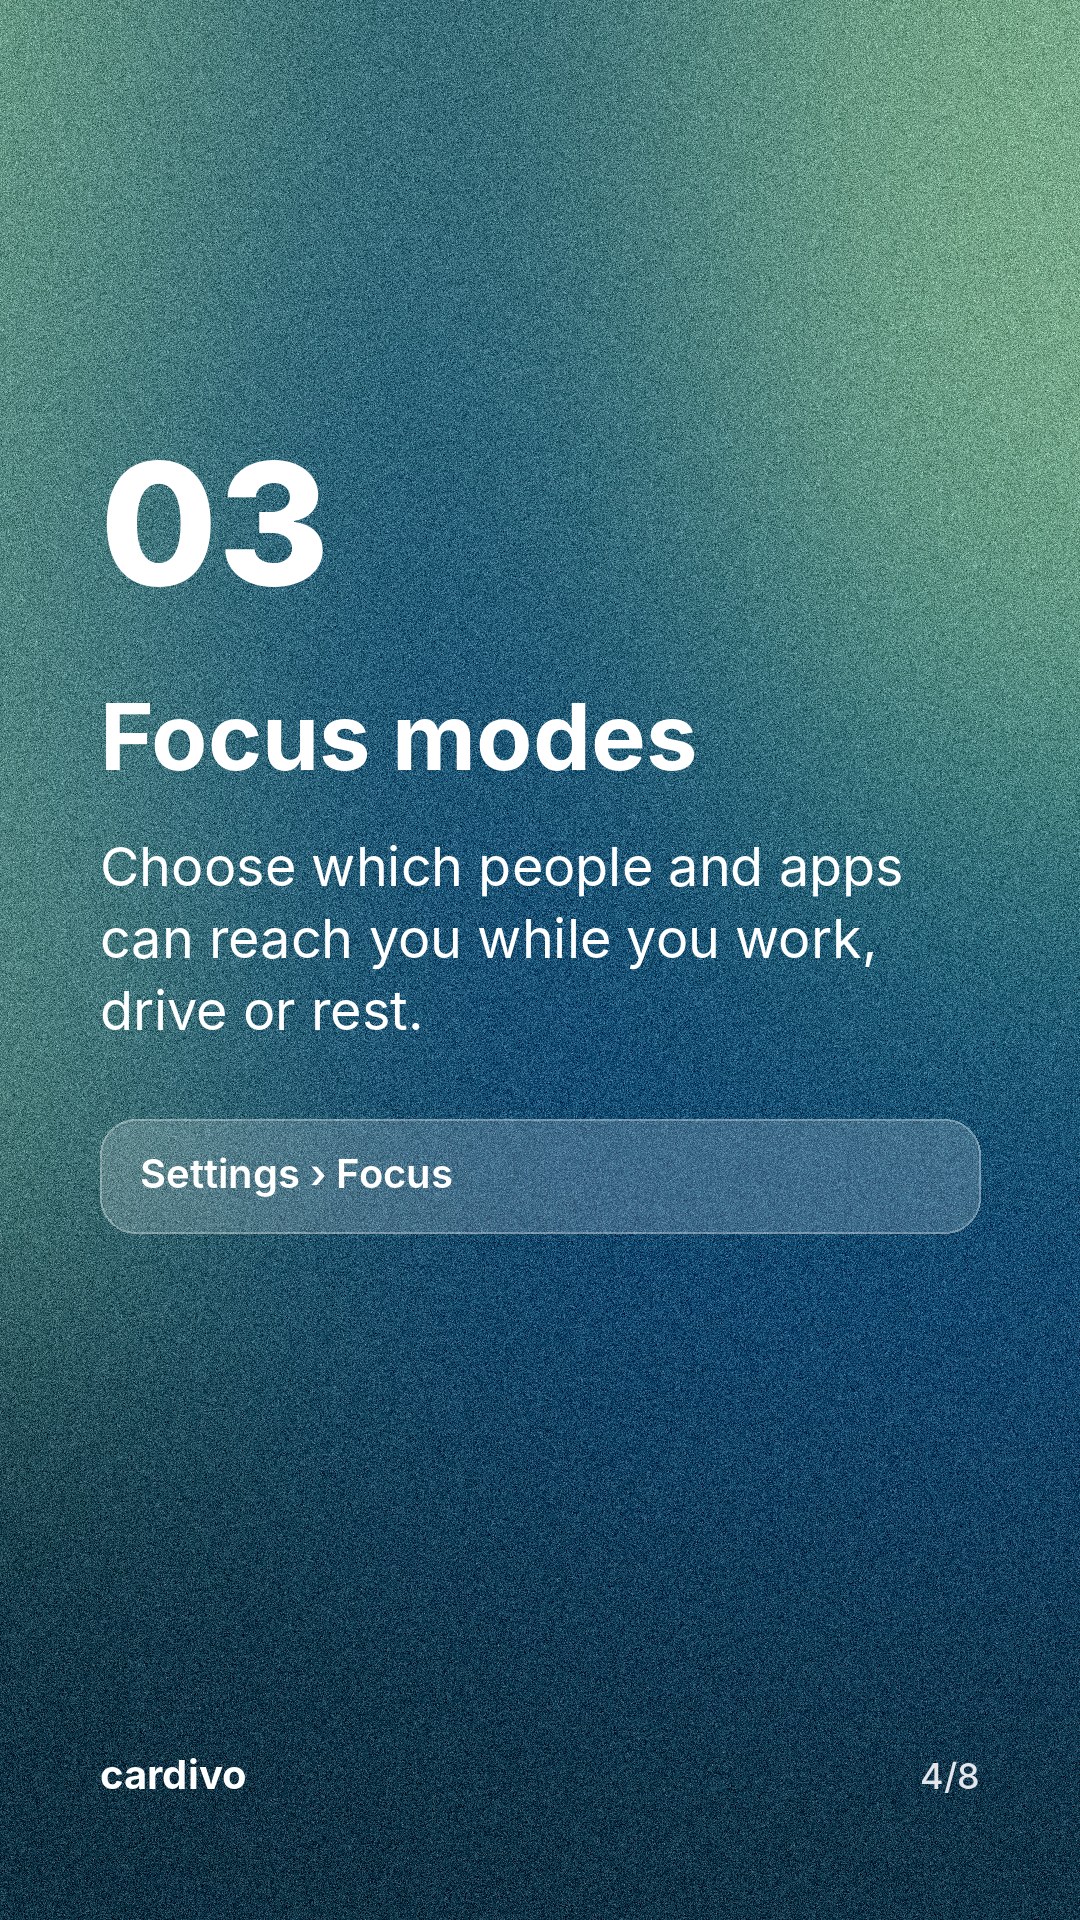 03
Focus modes
Choose which people and apps
can reach you while you work,
drive or rest.
Settings › Focus
cardivo
4/8